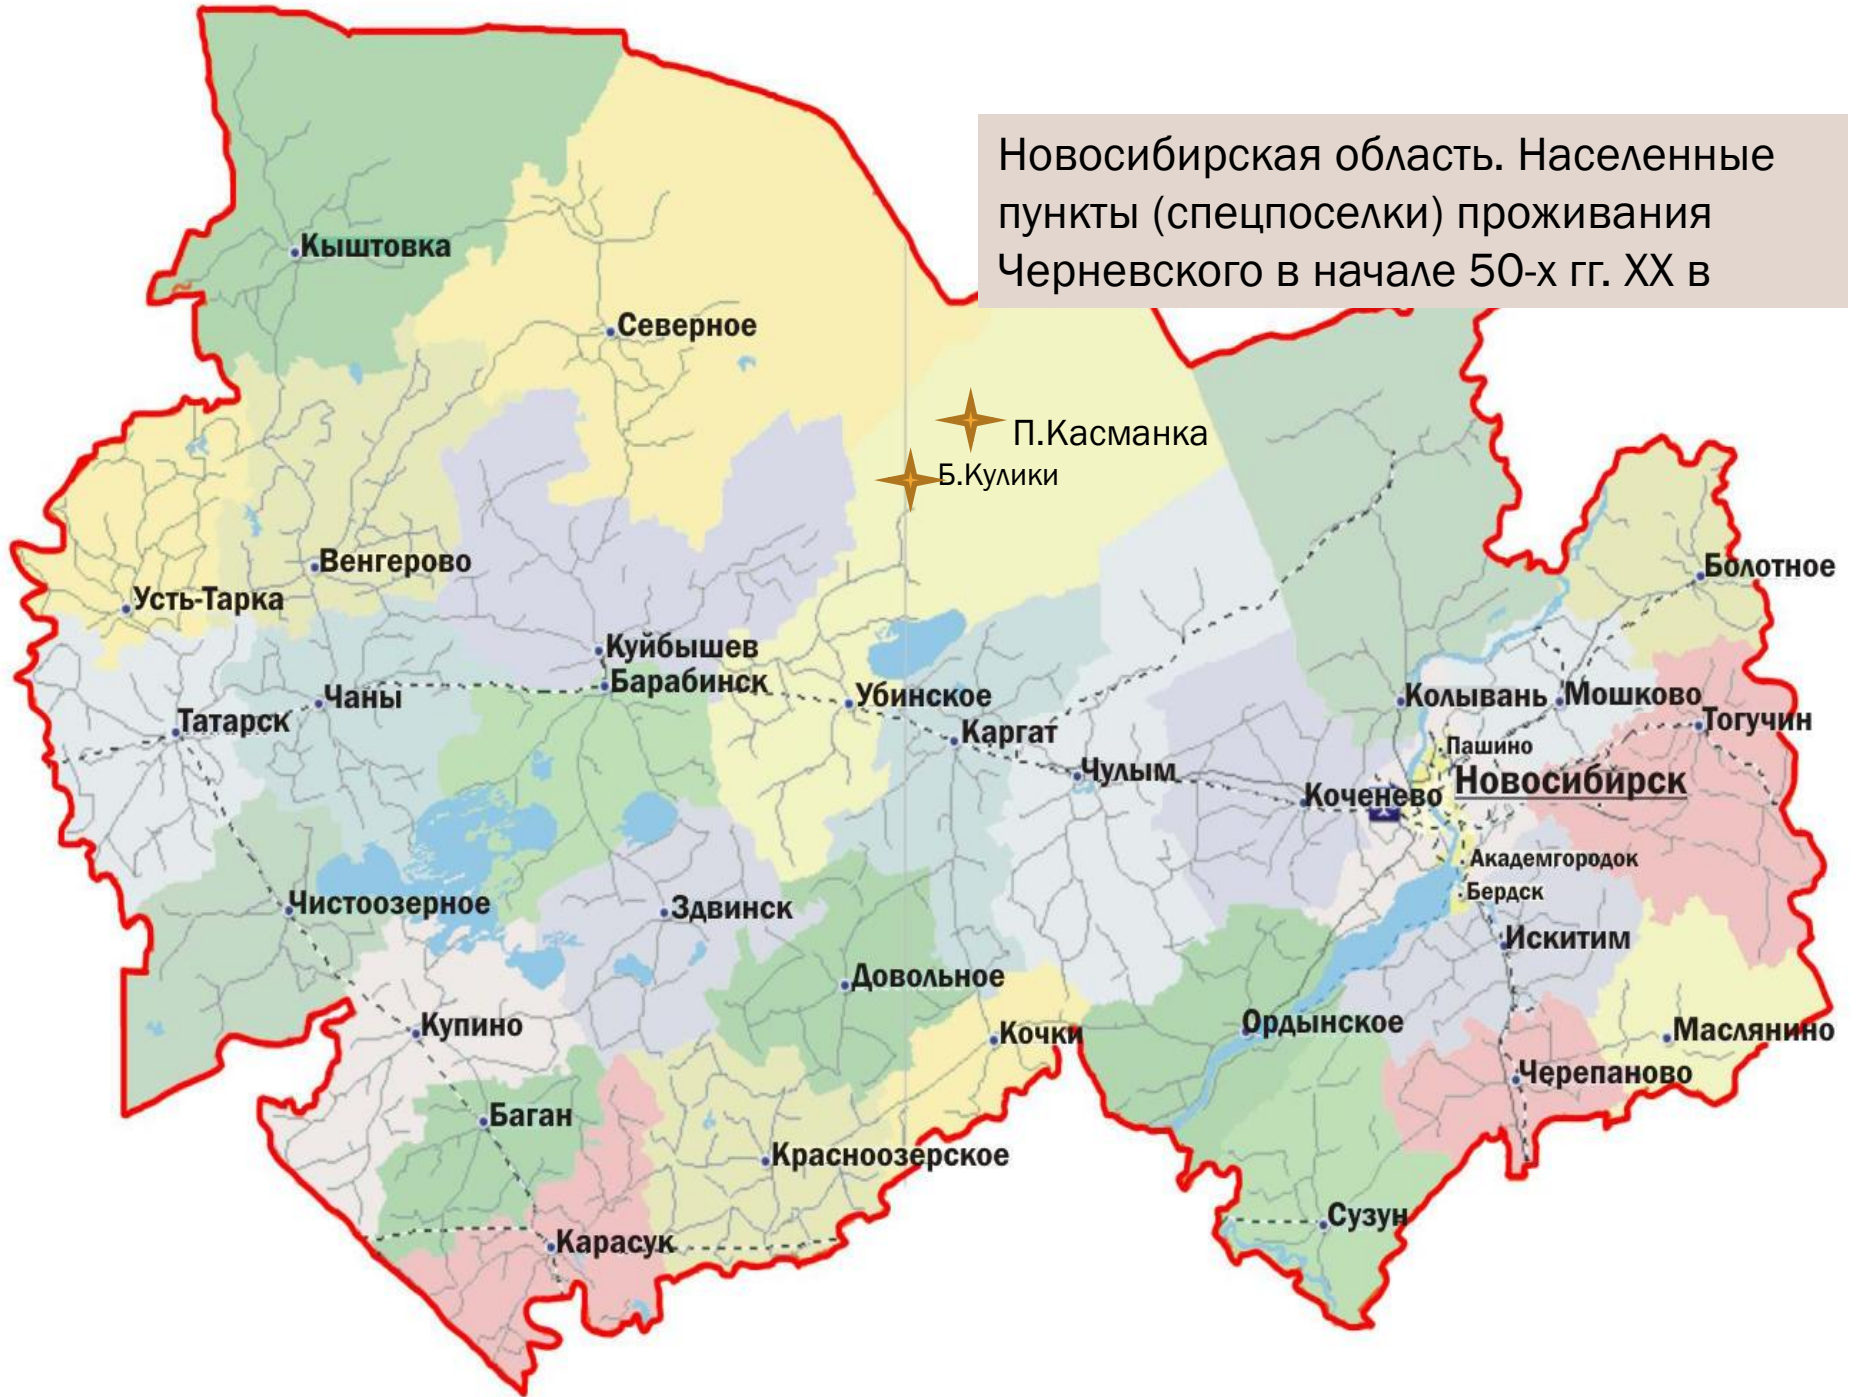 Новосибирская область. Населенные
пункты (спецпоселки) проживания
Черневского в начале 50-х гг. XX в
Кыштовка
Северное
П.Касманка
Б.Кулики
Венгерово
Усть-Тарка
Болотное
Куйбышев
Барабинск
Чаны
Убинское
Колывань
Мошково
Татарск
Каргат
Тогучин
Пашино
Чулым
Новосибирск
Коченево
Академгородок
Бердск
Чистоозерное
Здвинск
Искитим
Довольное
Купино
Кочки
Ордынское
Маслянино
Черепаново
Баган
Красноозерское
Сузун
Карасук